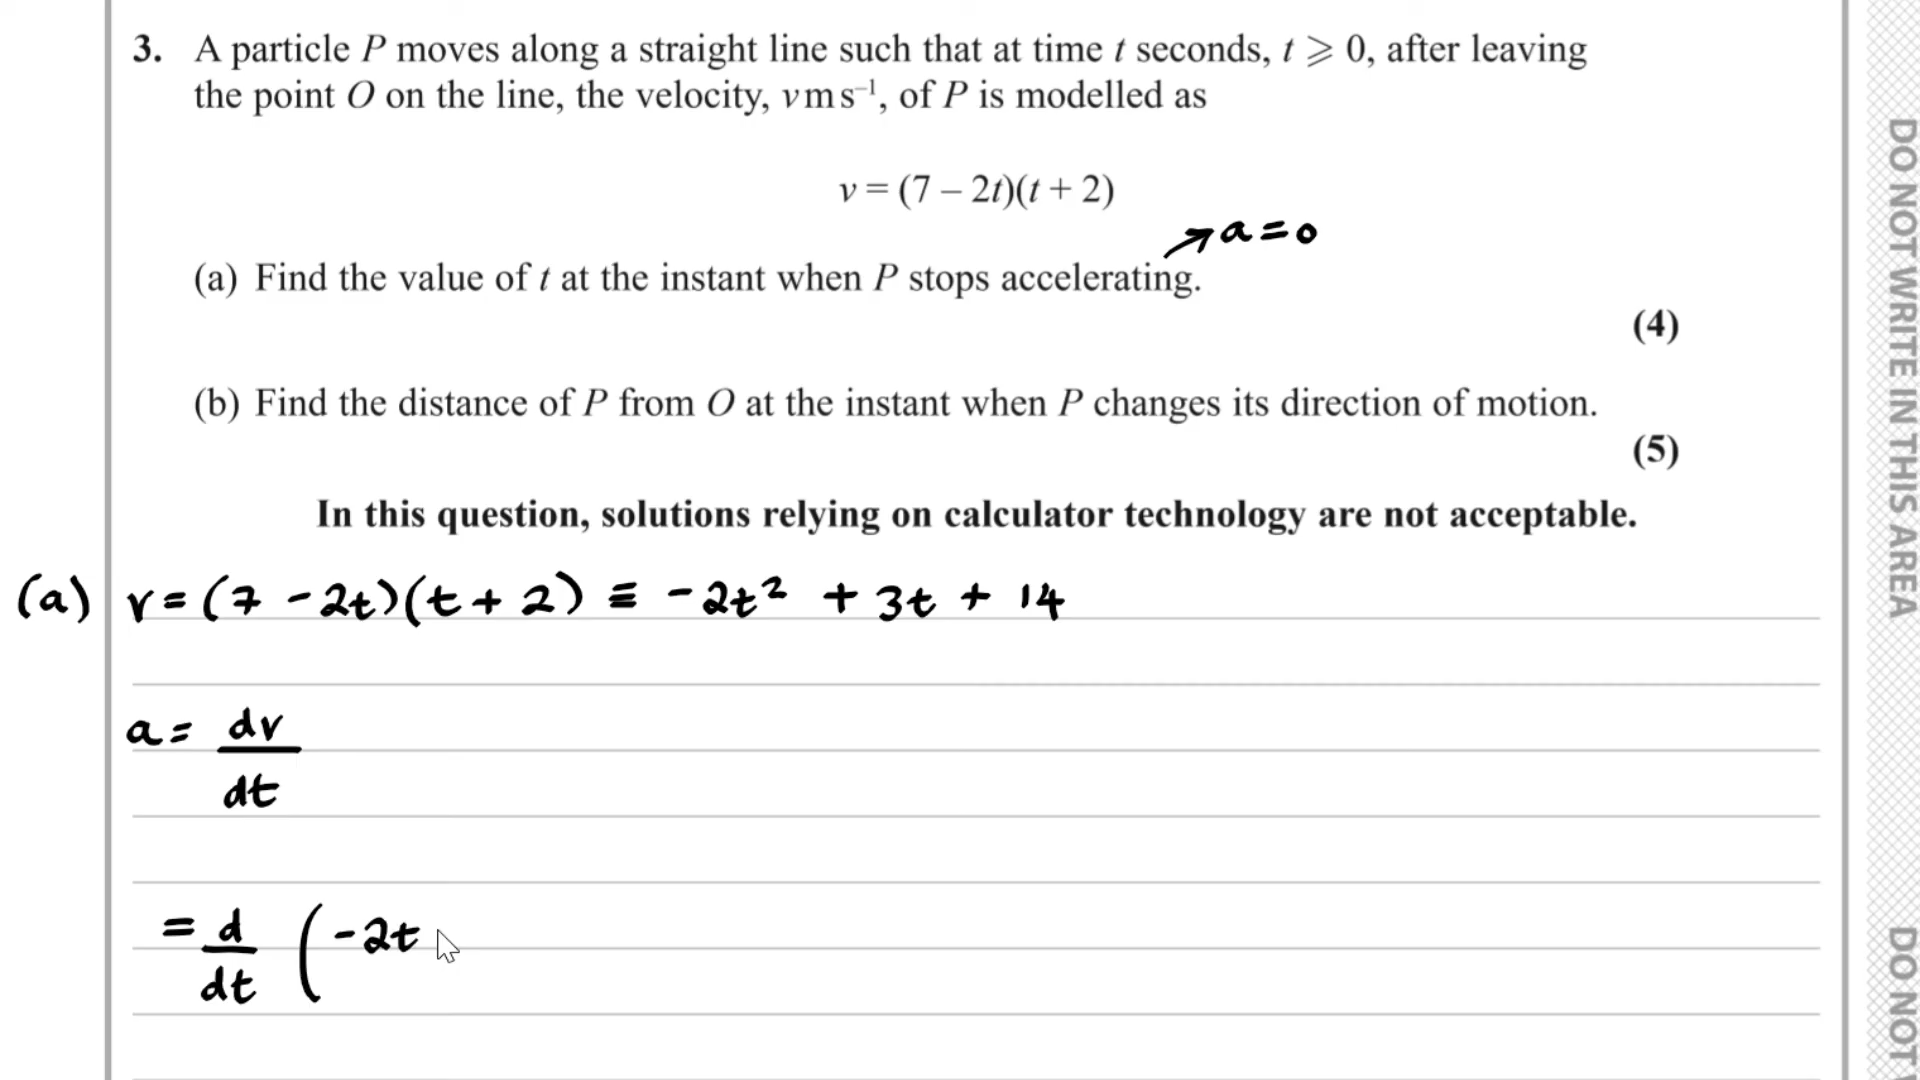 3. A particle P moves along a straight line such that at time t seconds, t ⩾ 0, after leaving
the point O on the line, the velocity, v m s⁻¹, of P is modelled as
v = (7 – 2t)(t + 2)
a = 0
(a) Find the value of t at the instant when P stops accelerating.
(4)
(b) Find the distance of P from O at the instant when P changes its direction of motion.
(5)
In this question, solutions relying on calculator technology are not acceptable.
(a) v = (7 - 2t)(t + 2) ≡ -2t² + 3t + 14
a = dv
dt
= d ( -2t
dt
DO NOT WRITE IN THIS AREA
DO NOT